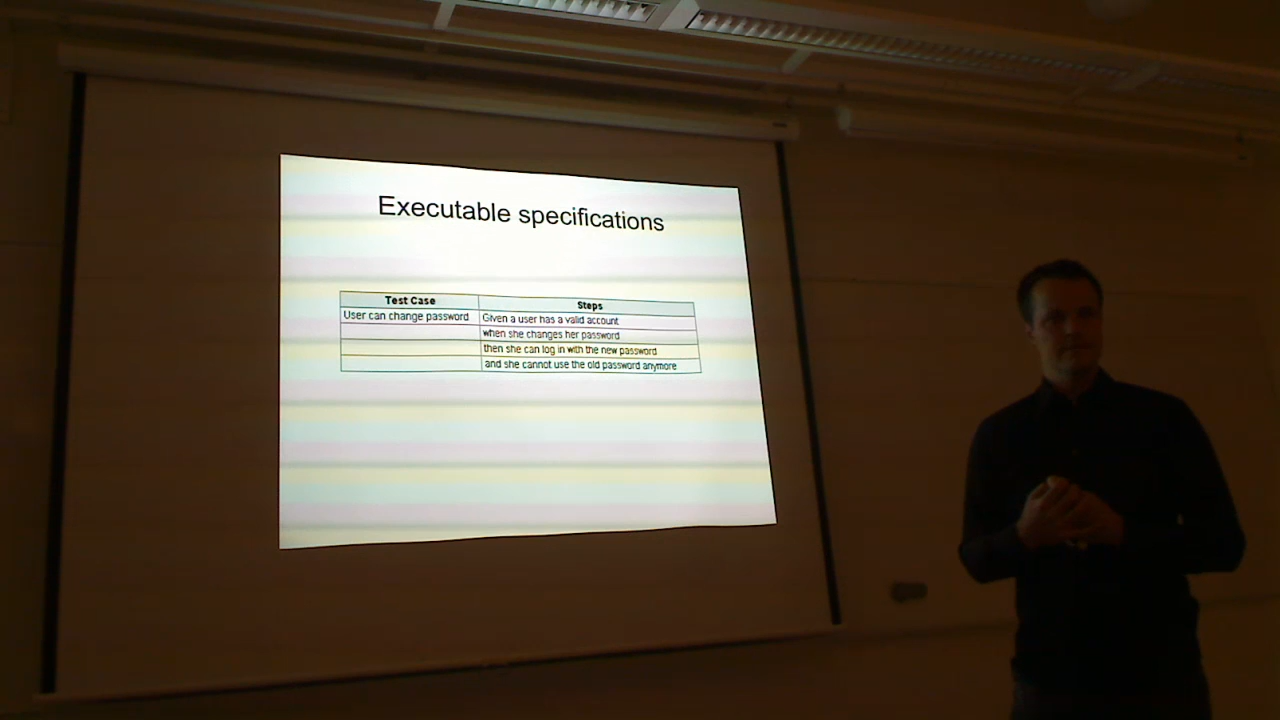 Executable specifications
Test Case Steps
User can change password Given a user has a valid account
when she changes her password
then she can log in with the new password
and she cannot use the old password anymore